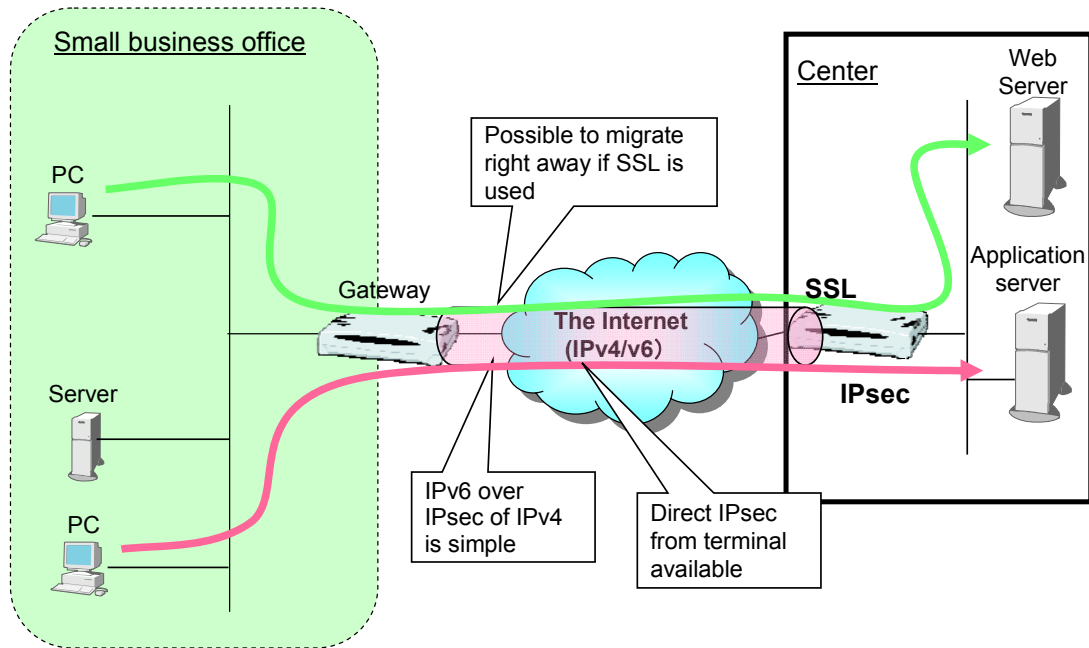 Small business office
PC
Server
PC
Gateway
Possible to migrate
right away if SSL is
used
The Internet
(IPv4/v6）
IPv6 over
IPsec of IPv4
is simple
Direct IPsec
from terminal
available
SSL
IPsec
Center
Web
Server
Application
server